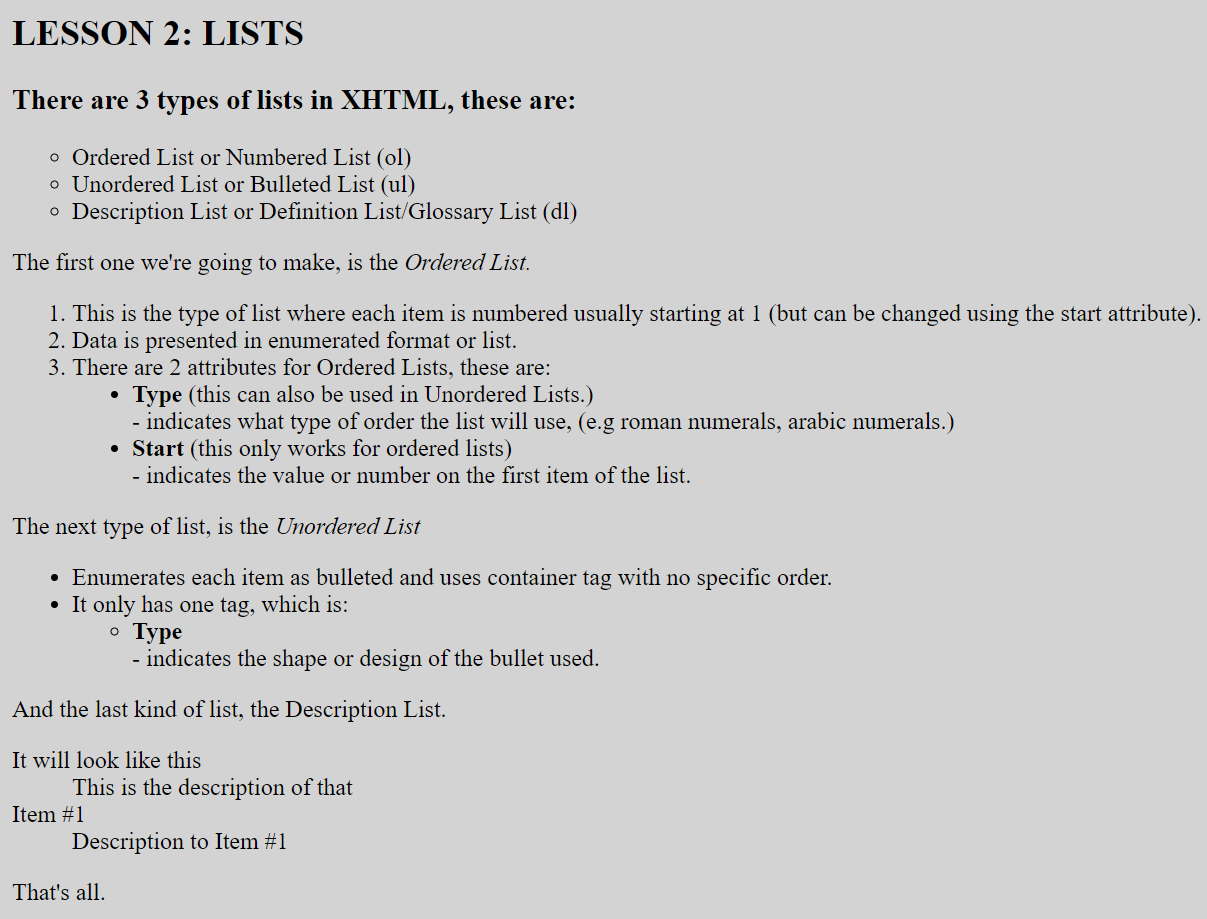 LESSON 2: LISTS
There are 3 types of lists in XHTML, these are:
Ordered List or Numbered List (ol)
Unordered List or Bulleted List (ul)
Description List or Definition List/Glossary List (dl)
The first one we're going to make, is the Ordered List.
1. This is the type of list where each item is numbered usually starting at 1 (but can be changed using the start attribute).
2. Data is presented in enumerated format or list.
3. There are 2 attributes for Ordered Lists, these are:
Type (this can also be used in Unordered Lists.)
- indicates what type of order the list will use, (e.g roman numerals, arabic numerals.)
Start (this only works for ordered lists)
- indicates the value or number on the first item of the list.
The next type of list, is the Unordered List
Enumerates each item as bulleted and uses container tag with no specific order.
It only has one tag, which is:
Type
- indicates the shape or design of the bullet used.
And the last kind of list, the Description List.
It will look like this
This is the description of that
Item #1
Description to Item #1
That's all.